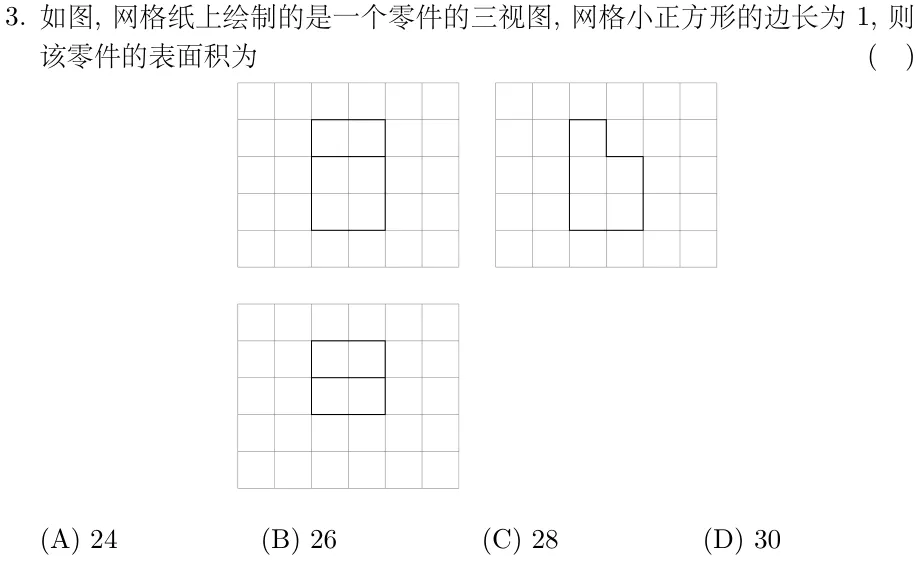 3. 如图, 网格纸上绘制的是一个零件的三视图, 网格小正方形的边长为 1, 则
该零件的表面积为 ( )
(A) 24 (B) 26 (C) 28 (D) 30